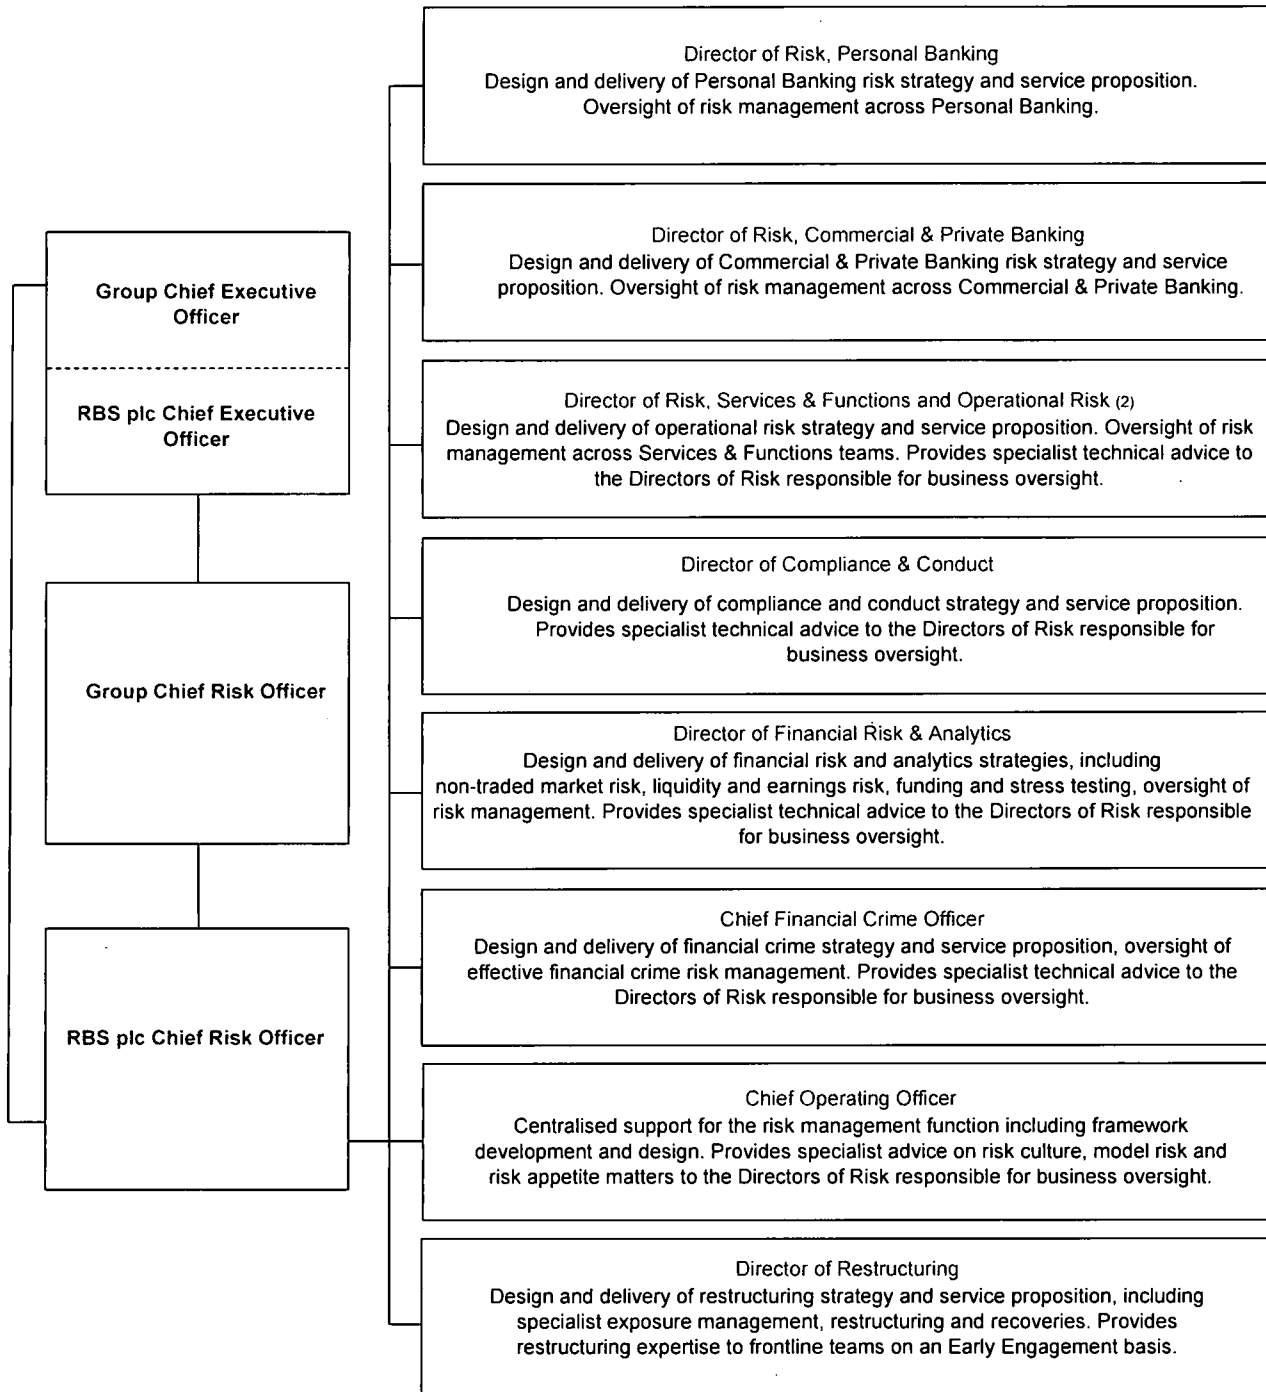 Group Chief Executive
Officer
RBS plc Chief Executive
Officer
Group Chief Risk Officer
RBS plc Chief Risk Officer
Director of Risk, Personal Banking
Design and delivery of Personal Banking risk strategy and service proposition.
Oversight of risk management across Personal Banking.
Director of Risk, Commercial & Private Banking
Design and delivery of Commercial & Private Banking risk strategy and service
proposition. Oversight of risk management across Commercial & Private Banking.
Director of Risk, Services & Functions and Operational Risk (2)
Design and delivery of operational risk strategy and service proposition. Oversight of risk
management across Services & Functions teams. Provides specialist technical advice to
the Directors of Risk responsible for business oversight.
Director of Compliance & Conduct
Design and delivery of compliance and conduct strategy and service proposition.
Provides specialist technical advice to the Directors of Risk responsible for
business oversight.
Director of Financial Risk & Analytics
Design and delivery of financial risk and analytics strategies, including
non-traded market risk, liquidity and earnings risk, funding and stress testing, oversight of
risk management. Provides specialist technical advice to the Directors of Risk responsible
for business oversight.
Chief Financial Crime Officer
Design and delivery of financial crime strategy and service proposition, oversight of
effective financial crime risk management. Provides specialist technical advice to the
Directors of Risk responsible for business oversight.
Chief Operating Officer
Centralised support for the risk management function including framework
development and design. Provides specialist advice on risk culture, model risk and
risk appetite matters to the Directors of Risk responsible for business oversight.
Director of Restructuring
Design and delivery of restructuring strategy and service proposition, including
specialist exposure management, restructuring and recoveries. Provides
restructuring expertise to frontline teams on an Early Engagement basis.